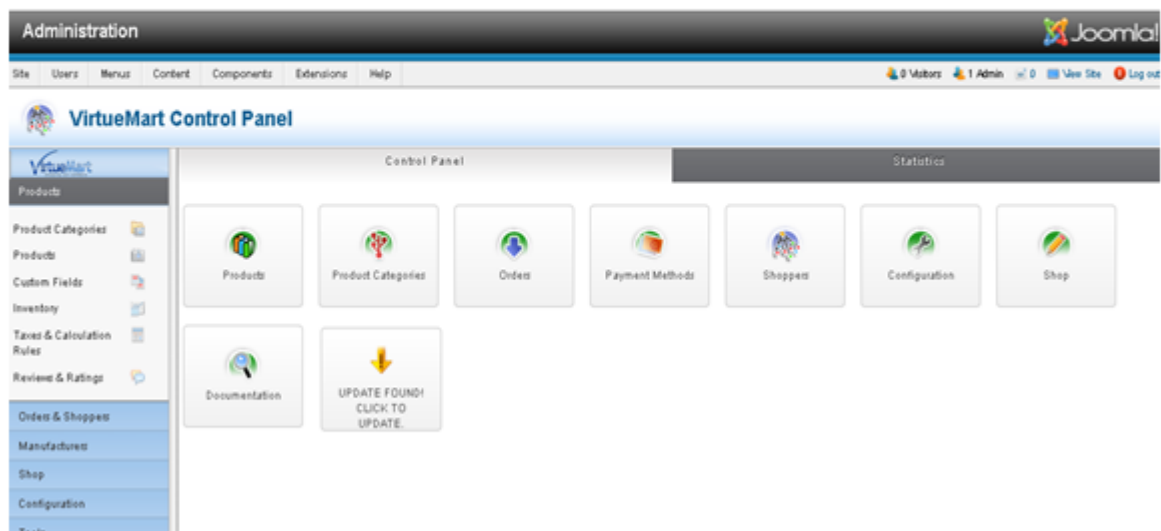 Administration
Joomla!
Site Users Menus Content Components Extensions Help
0 Visitors 1 Admin 0 View Site Log out
VirtueMart Control Panel
VirtueMart
Control Panel
Statistics
Products
Product Categories
Products
Custom Fields
Inventory
Taxes & Calculation
Rules
Reviews & Ratings
Orders & Shoppers
Manufacturers
Shop
Configuration
Tools
Products
Product Categories
Orders
Payment Methods
Shoppers
Configuration
Shop
Documentation
UPDATE FOUND!
CLICK TO
UPDATE.